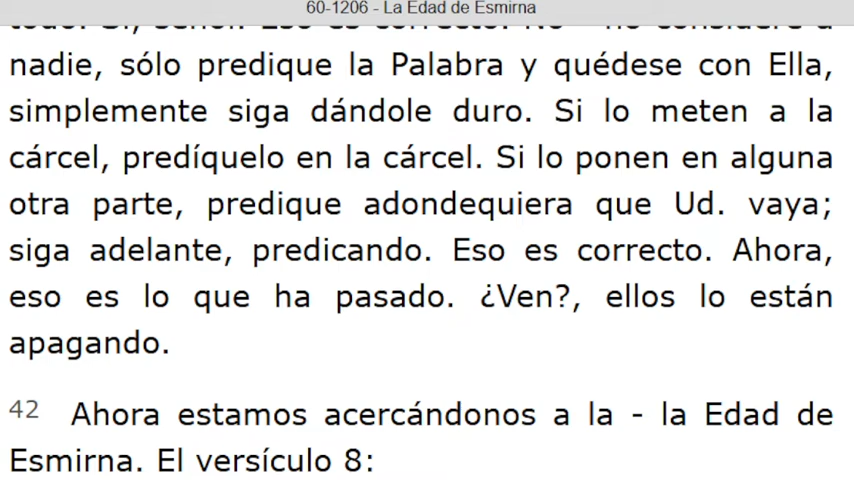 60-1206 - La Edad de Esmirna
nadie, sólo predique la Palabra y quédese con Ella,
simplemente siga dándole duro. Si lo meten a la
cárcel, predíquelo en la cárcel. Si lo ponen en alguna
otra parte, predique adondequiera que Ud. vaya;
siga adelante, predicando. Eso es correcto. Ahora,
eso es lo que ha pasado. ¿Ven?, ellos lo están
apagando.
42 Ahora estamos acercándonos a la - la Edad de
Esmirna. El versículo 8: